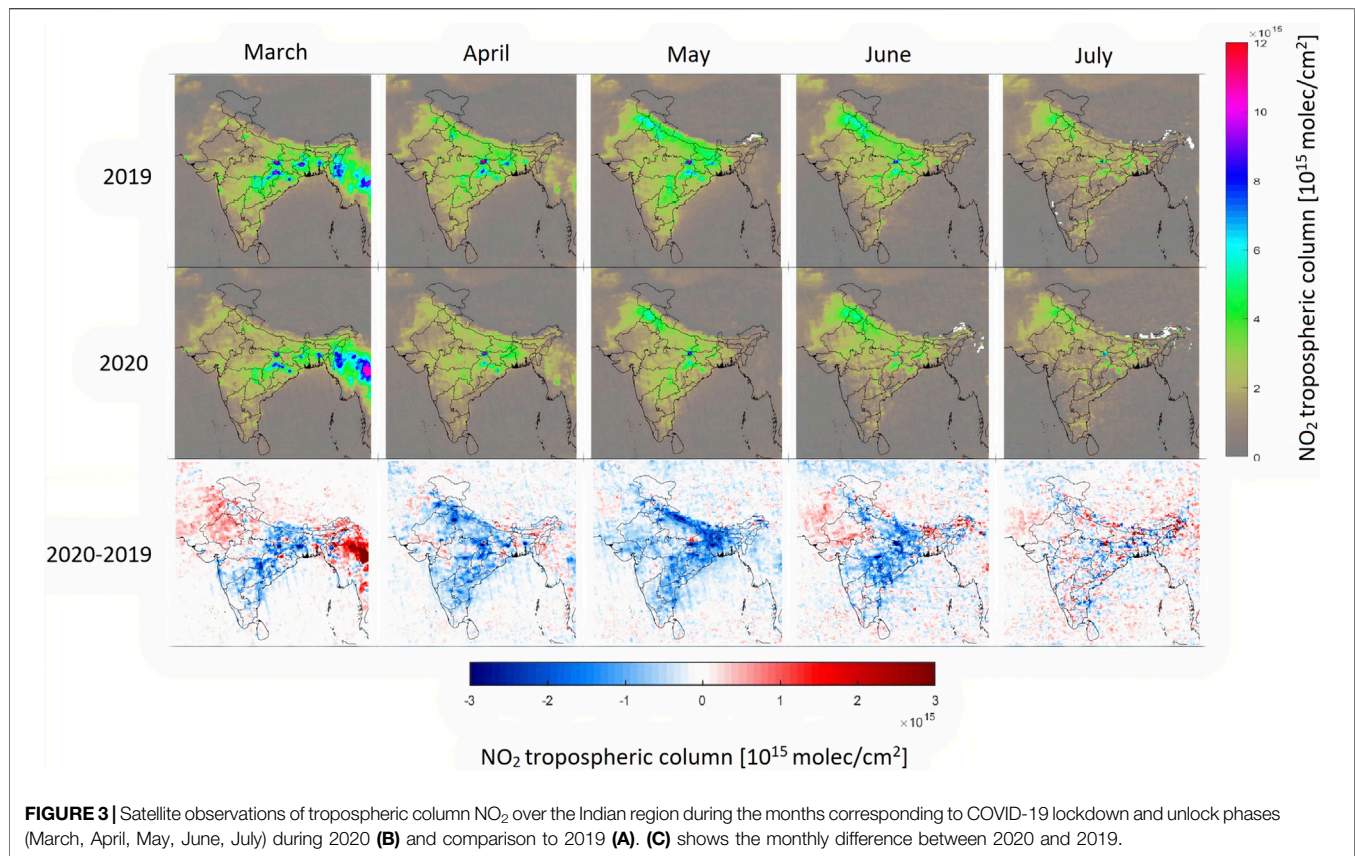 March April May June July
2019
2020
2020-2019
×10¹⁵
12
10
8
6
4
2
0
NO₂ tropospheric column [10¹⁵ molec/cm²]
-3 -2 -1 0 1 2 3
×10¹⁵
NO₂ tropospheric column [10¹⁵ molec/cm²]
FIGURE 3 | Satellite observations of tropospheric column NO₂ over the Indian region during the months corresponding to COVID-19 lockdown and unlock phases
(March, April, May, June, July) during 2020 (B) and comparison to 2019 (A). (C) shows the monthly difference between 2020 and 2019.